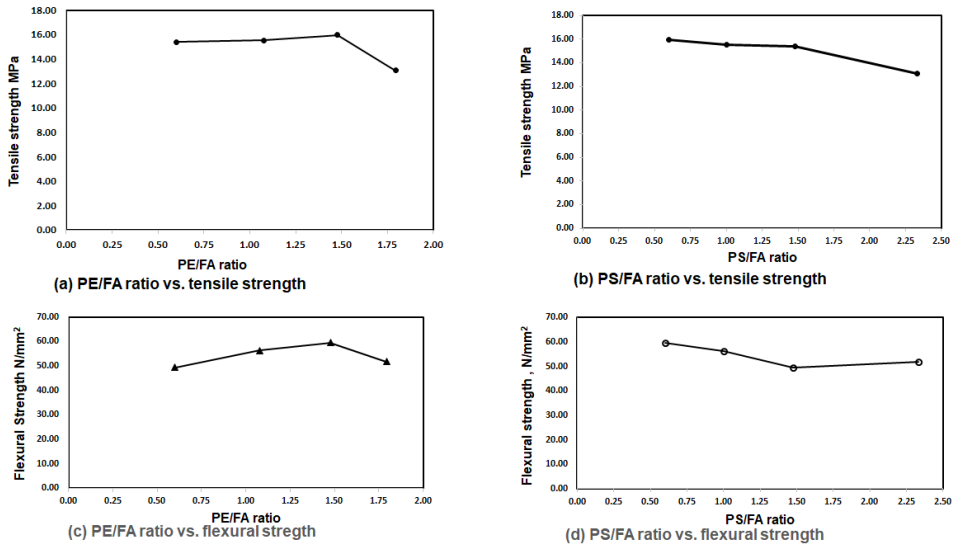 18.00
16.00
14.00
12.00
10.00
8.00
6.00
4.00
2.00
0.00
Tensile strength MPa
0.00 0.25 0.50 0.75 1.00 1.25 1.50 1.75 2.00
PE/FA ratio
(a) PE/FA ratio vs. tensile strength
18.00
16.00
14.00
12.00
10.00
8.00
6.00
4.00
2.00
0.00
Tensile strength MPa
0.00 0.25 0.50 0.75 1.00 1.25 1.50 1.75 2.00 2.25 2.50
PS/FA ratio
(b) PS/FA ratio vs. tensile strength
70.00
60.00
50.00
40.00
30.00
20.00
10.00
0.00
Flexural Strength N/mm²
0.00 0.25 0.50 0.75 1.00 1.25 1.50 1.75 2.00
PE/FA ratio
(c) PE/FA ratio vs. flexural stregth
70.00
60.00
50.00
40.00
30.00
20.00
10.00
0.00
Flexural strength , N/mm²
0.00 0.25 0.50 0.75 1.00 1.25 1.50 1.75 2.00 2.25 2.50
PS/FA ratio
(d) PS/FA ratio vs. flexural strength